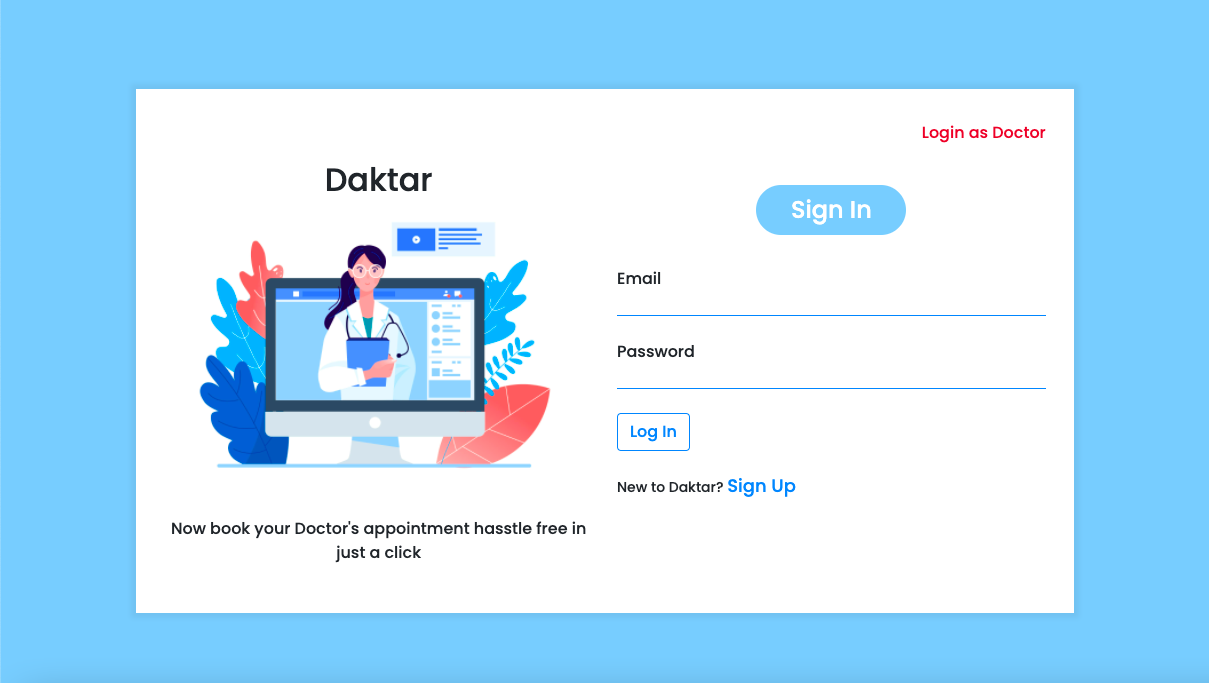 Login as Doctor
Daktar
Sign In
Email
Password
Log In
New to Daktar? Sign Up
Now book your Doctor's appointment hasstle free in
just a click